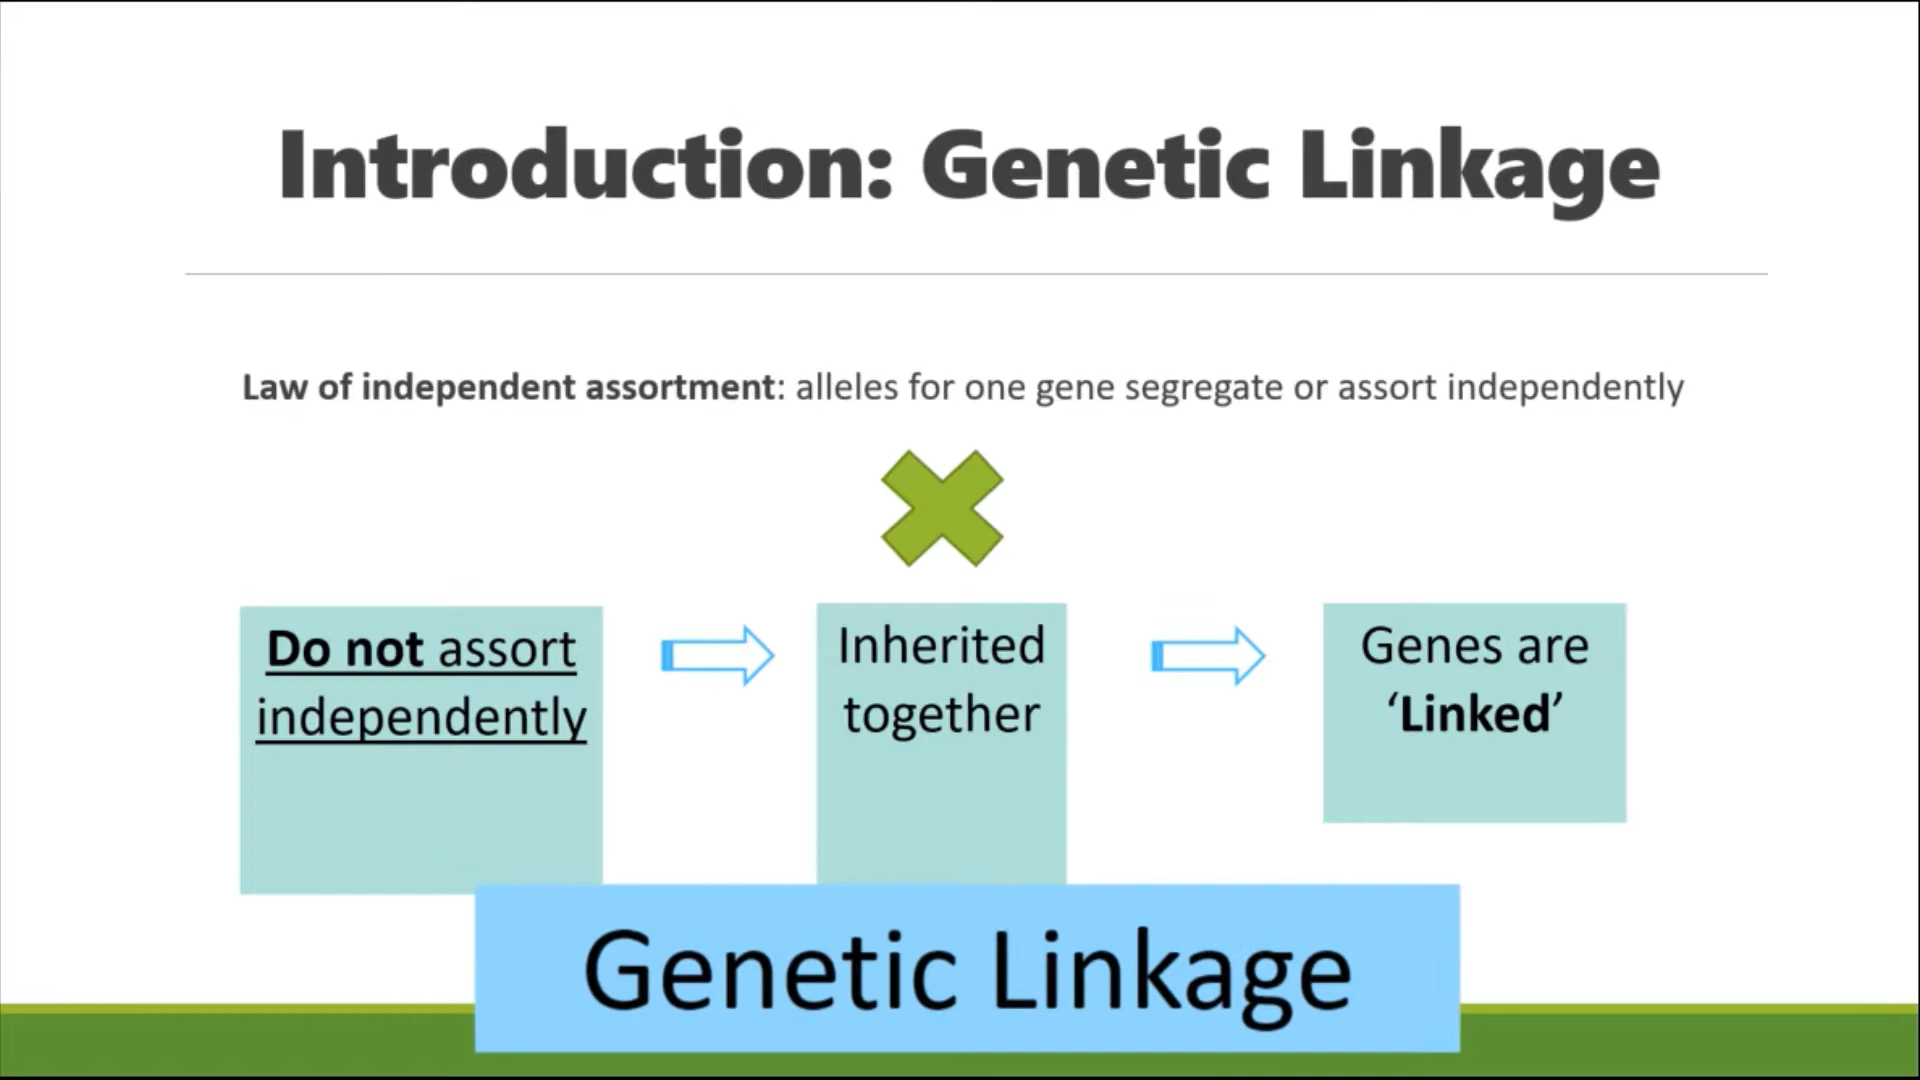 Introduction: Genetic Linkage
Law of independent assortment: alleles for one gene segregate or assort independently
Do not assort
independently
Inherited
together
Genes are
‘Linked’
Genetic Linkage